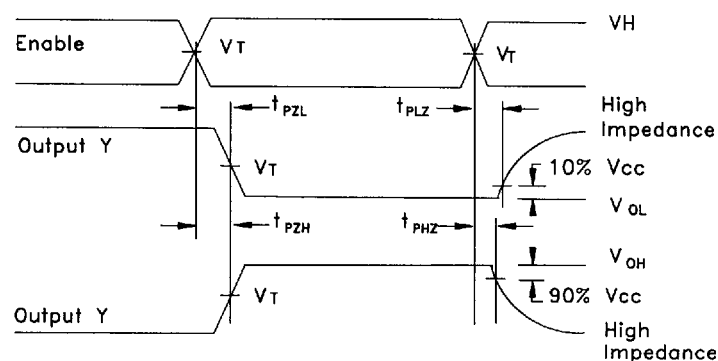 VH
Enable
VT
VT
tPZL
tPLZ
High
Impedance
Output Y
VT
10% Vcc
VOL
tPZH
tPHZ
VOH
VT
90% Vcc
Output Y
High
Impedance